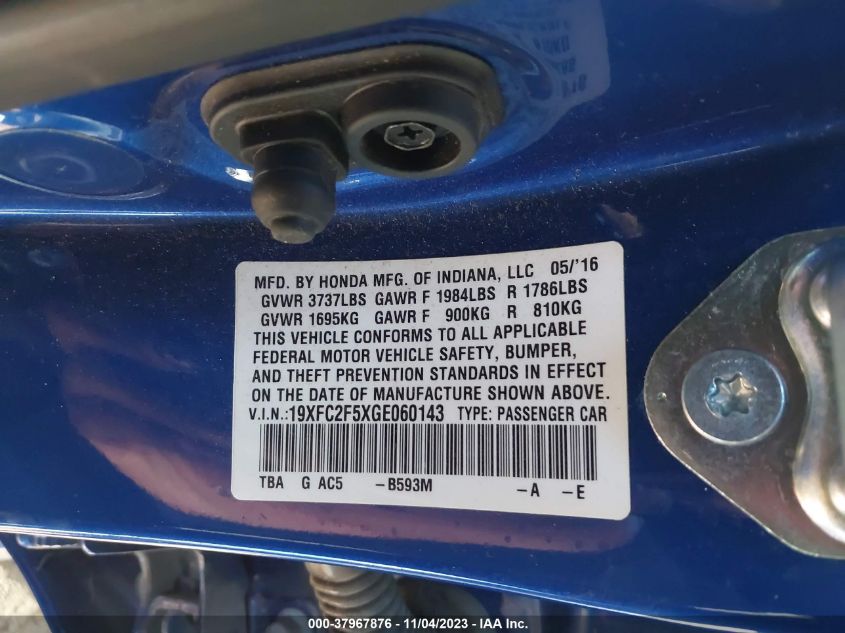 MFD. BY HONDA MFG. OF INDIANA, LLC 05/'16
GVWR 3737LBS GAWR F 1984LBS R 1786LBS
GVWR 1695KG GAWR F 900KG R 810KG
THIS VEHICLE CONFORMS TO ALL APPLICABLE
FEDERAL MOTOR VEHICLE SAFETY, BUMPER,
AND THEFT PREVENTION STANDARDS IN EFFECT
ON THE DATE OF MANUFACTURE SHOWN ABOVE.
V.I.N.:19XFC2F5XGE060143 TYPE: PASSENGER CAR
TBA G AC5 -B593M -A -E
000-37967876 - 11/04/2023 - IAA Inc.